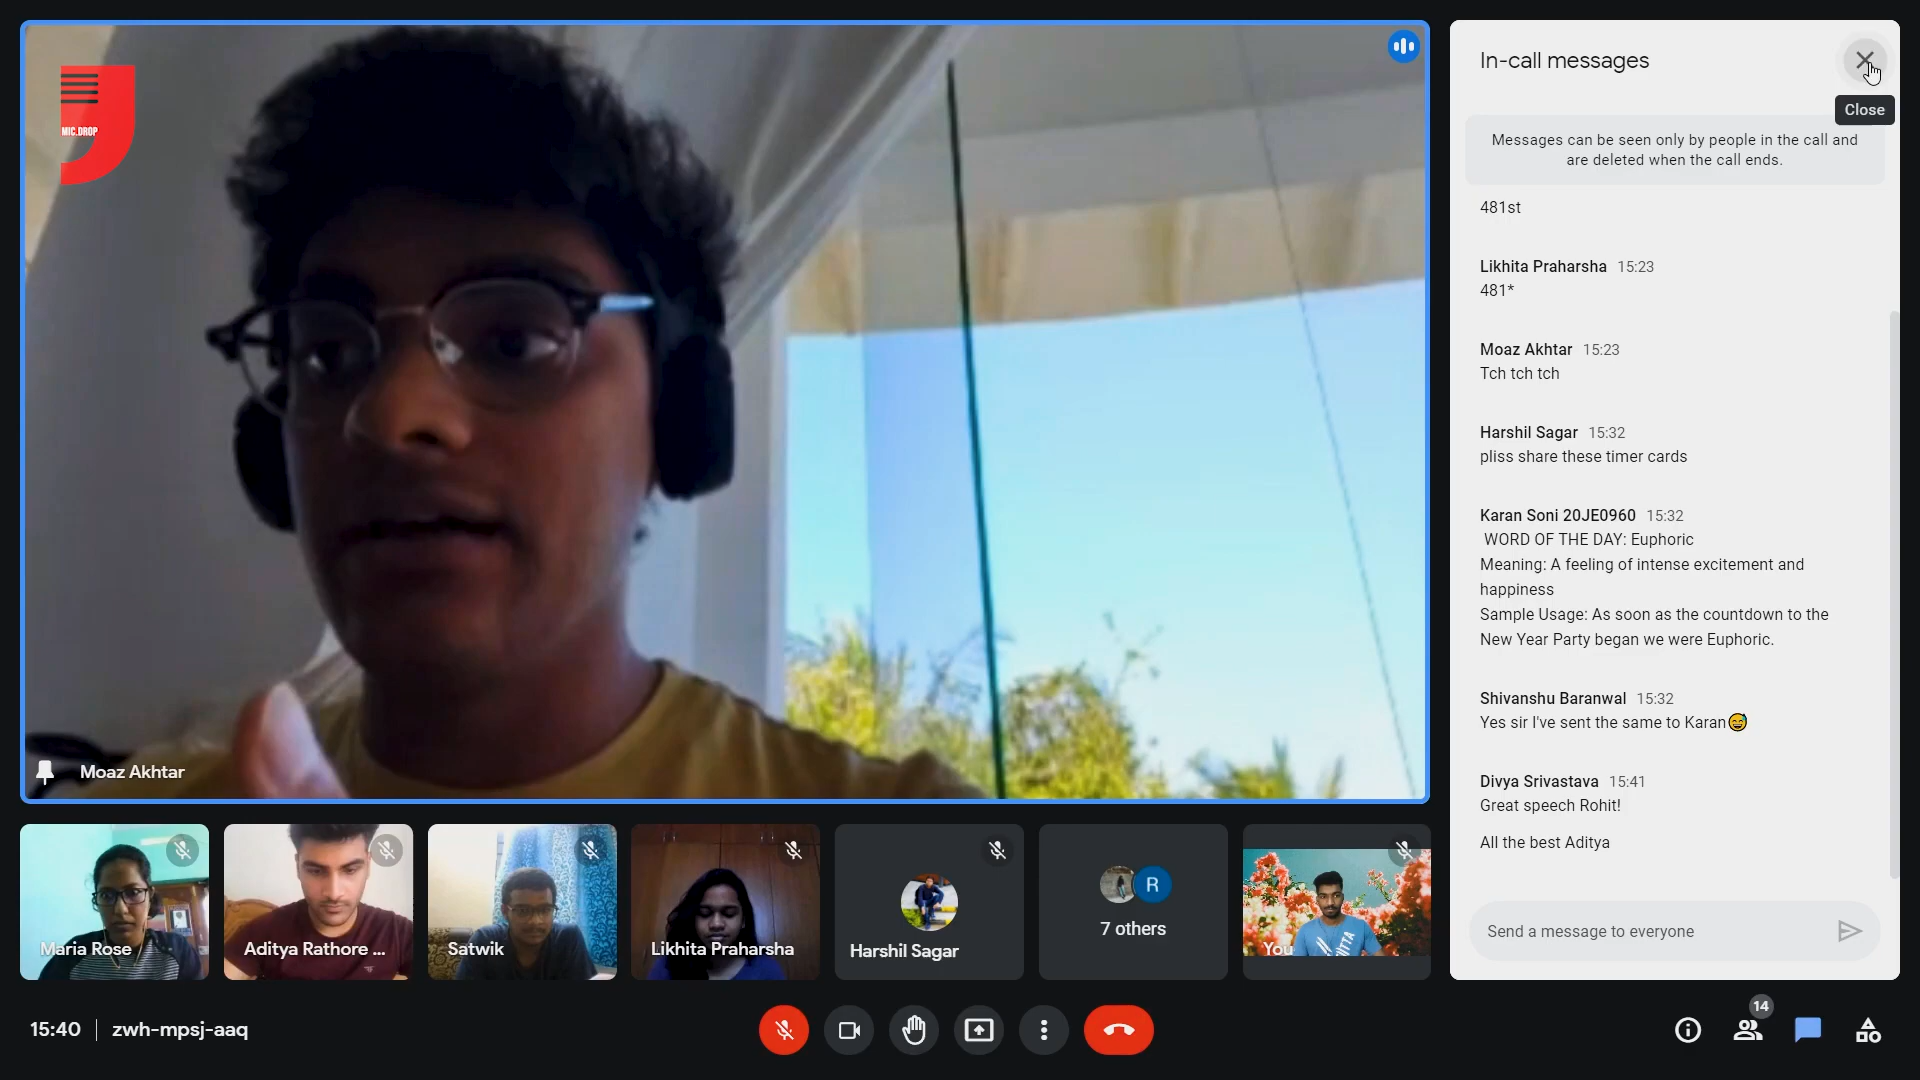 MIC.DROP
Moaz Akhtar
Maria Rose
Aditya Rathore ...
Satwik
Likhita Praharsha
Harshil Sagar
R
7 others
You
15:40 | zwh-mpsj-aaq
In-call messages
Close
Messages can be seen only by people in the call and
are deleted when the call ends.
481st
Likhita Praharsha 15:23
481*
Moaz Akhtar 15:23
Tch tch tch
Harshil Sagar 15:32
pliss share these timer cards
Karan Soni 20JE0960 15:32
WORD OF THE DAY: Euphoric
Meaning: A feeling of intense excitement and
happiness
Sample Usage: As soon as the countdown to the
New Year Party began we were Euphoric.
Shivanshu Baranwal 15:32
Yes sir I've sent the same to Karan😅
Divya Srivastava 15:41
Great speech Rohit!
All the best Aditya
Send a message to everyone
14